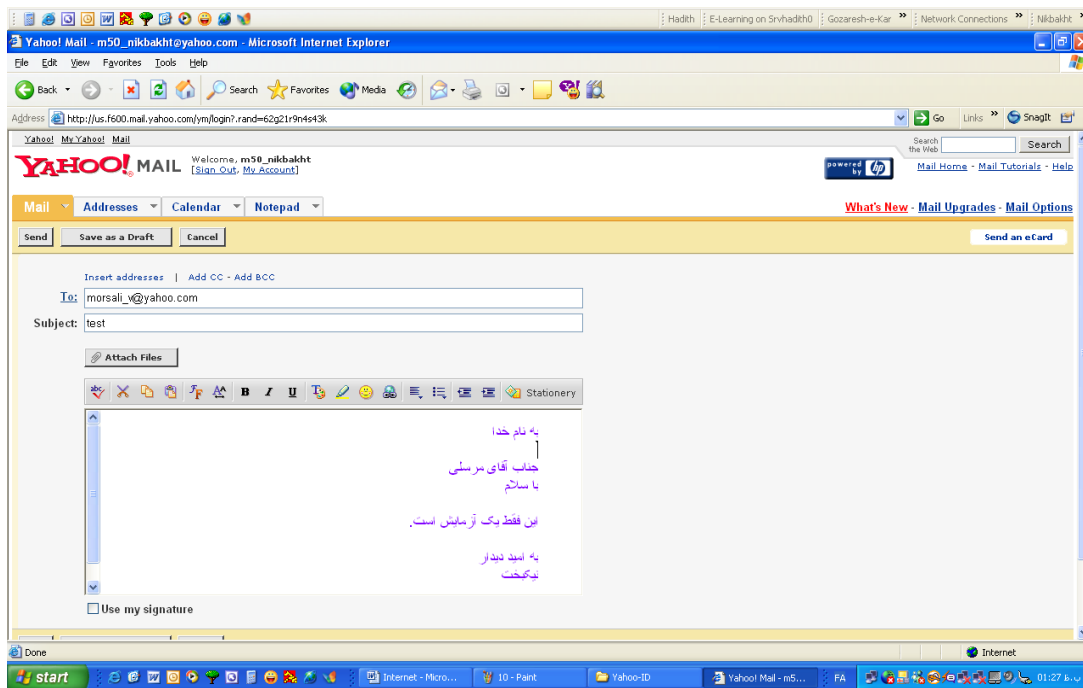 Hadith E-Learning on Srvhadith0 Gozaresh-e-Kar » Network Connections » Nikbakht
Yahoo! Mail - m50_nikbakht@yahoo.com - Microsoft Internet Explorer
File Edit View Favorites Tools Help
Back Search Favorites Media
Address http://us.f600.mail.yahoo.com/ym/login?.rand=62g21r9n4s43k Go Links » SnagIt
Yahoo! My Yahoo! Mail
Search the Web Search
YAHOO! MAIL Welcome, m50_nikbakht
[Sign Out, My Account]
powered by hp
Mail Home - Mail Tutorials - Help
Mail Addresses Calendar Notepad What's New - Mail Upgrades - Mail Options
Send Save as a Draft Cancel Send an eCard
Insert addresses | Add CC - Add BCC
To: morsali_v@yahoo.com
Subject: test
Attach Files
B I U Stationery
به نام خدا
جناب آقای مرسلی
با سلام
این فقط یک آزمایش است.
به امید دیدار
نیکبخت
Use my signature
Done Internet
start Internet - Micro... 10 - Paint Yahoo-ID Yahoo! Mail - m5... FA 01:27 ب.ظ